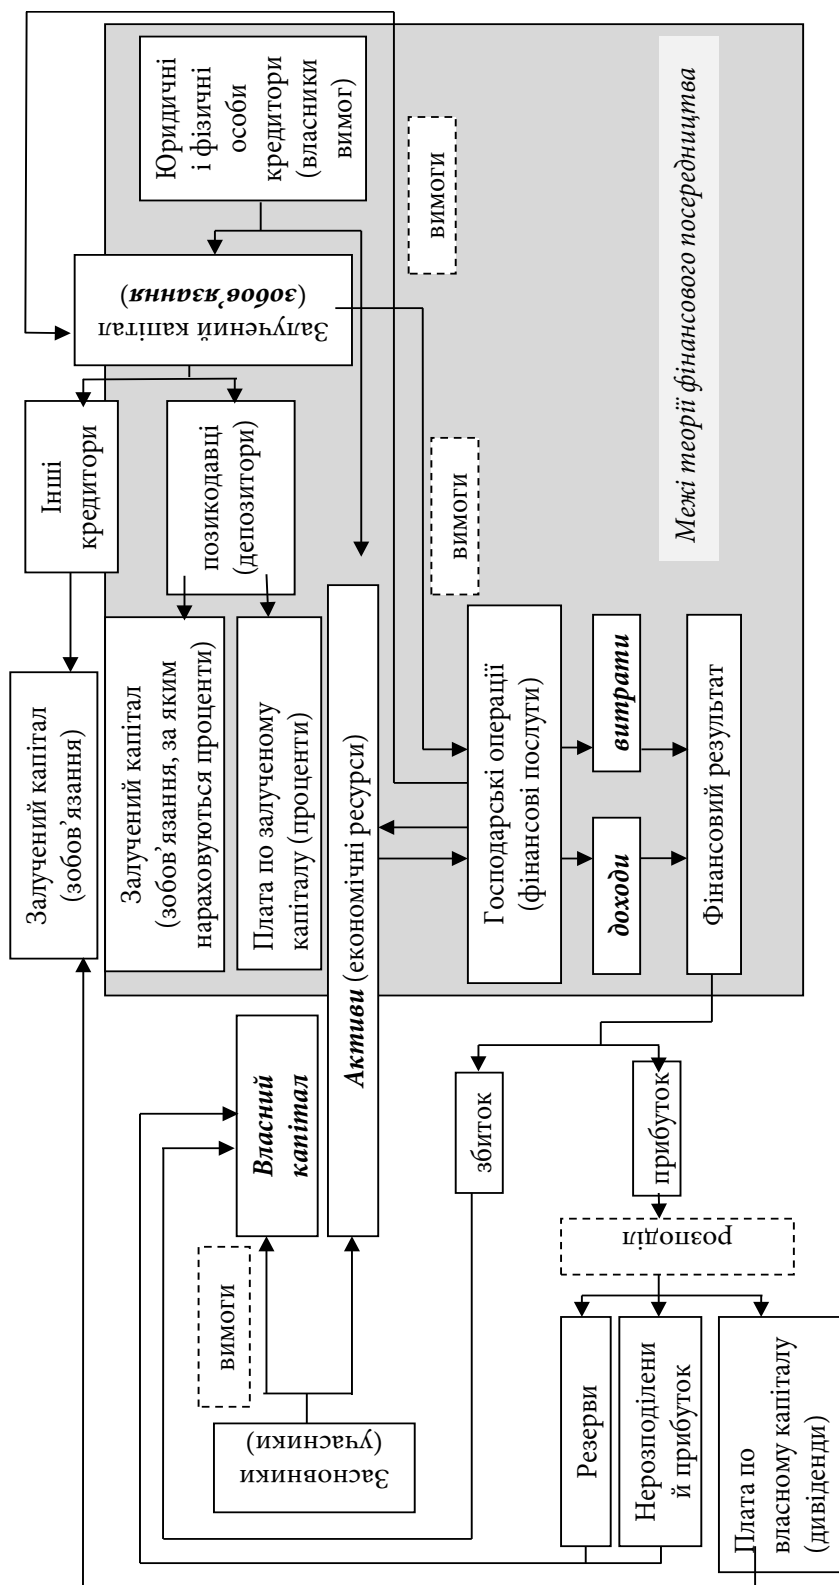 Юридичні
і фізичні
особи
кредитори
(власники
вимог)
Залучений капітал
(зобов’язання)
вимоги
Інші
кредитори
позикодавці
(депозитори)
вимоги
Залучений капітал
(зобов’язання)
Залучений капітал
(зобов’язання, за яким
нараховуються проценти)
Плата по залученому
капіталу (проценти)
Активи (економічні ресурси)
Господарські операції
(фінансові послуги)
витрати
доходи
Фінансовий результат
Межі теорії фінансового посередництва
Власний
капітал
вимоги
Засновники
(учасники)
збиток
прибуток
розподіл
Резерви
Нерозподілени
й прибуток
Плата по
власному капіталу
(дивіденди)